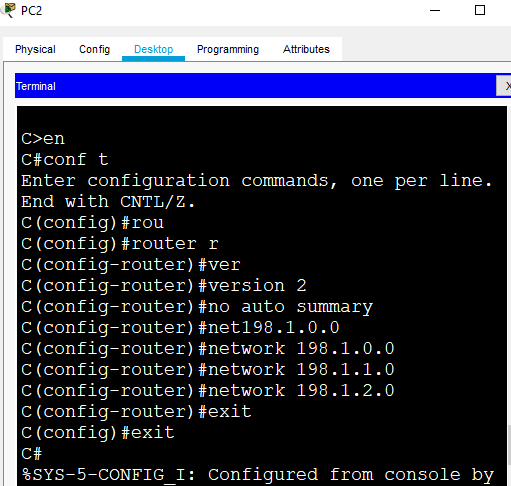 PC2
Physical Config Desktop Programming Attributes
Terminal X
C>en
C#conf t
Enter configuration commands, one per line.
End with CNTL/Z.
C(config)#rou
C(config)#router r
C(config-router)#ver
C(config-router)#version 2
C(config-router)#no auto summary
C(config-router)#net198.1.0.0
C(config-router)#network 198.1.0.0
C(config-router)#network 198.1.1.0
C(config-router)#network 198.1.2.0
C(config-router)#exit
C(config)#exit
C#
%SYS-5-CONFIG_I: Configured from console by